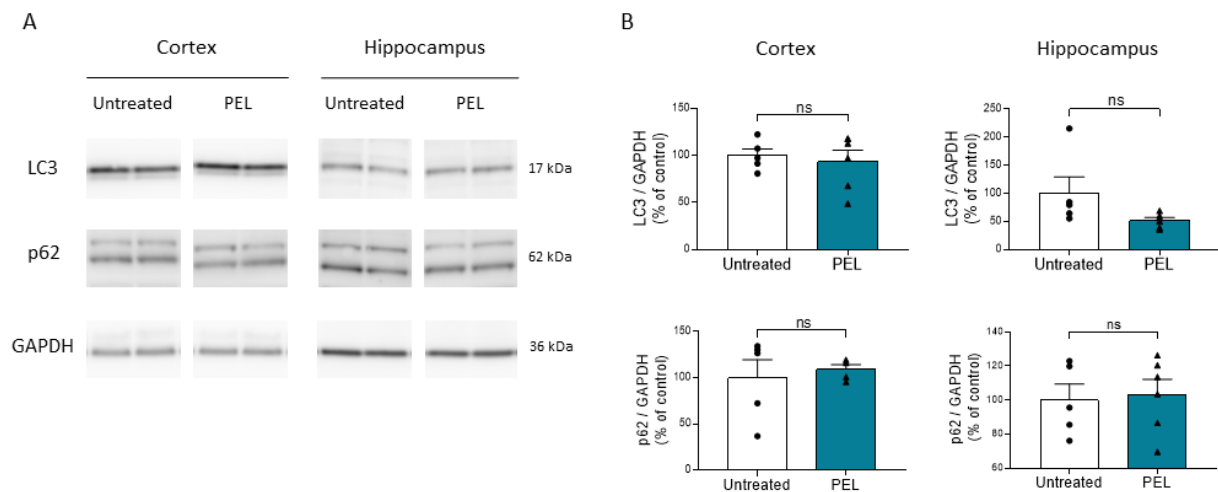 A
Cortex
Hippocampus
Untreated
PEL
Untreated
PEL
LC3
17 kDa
p62
62 kDa
GAPDH
36 kDa
B
Cortex
Hippocampus
LC3 / GAPDH
(% of control)
150
100
50
0
ns
Untreated
PEL
LC3 / GAPDH
(% of control)
250
200
150
100
50
0
ns
Untreated
PEL
p62 / GAPDH
(% of control)
150
100
50
0
ns
Untreated
PEL
p62 / GAPDH
(% of control)
140
120
100
80
60
ns
Untreated
PEL